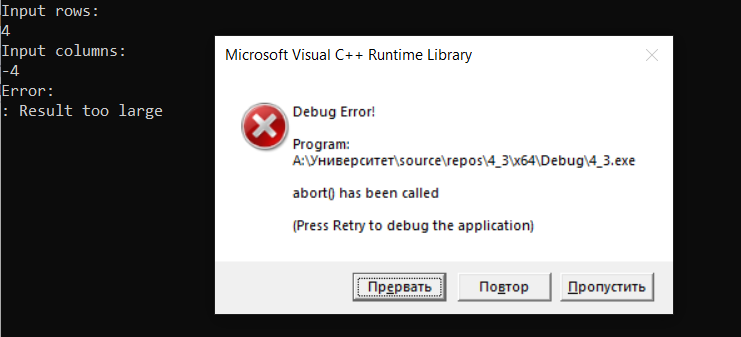 Input rows:
4
Input columns:
-4
Error:
: Result too large
Microsoft Visual C++ Runtime Library
Debug Error!
Program:
A:\Университет\source\repos\4_3\x64\Debug\4_3.exe
abort() has been called
(Press Retry to debug the application)
Прервать
Повтор
Пропустить